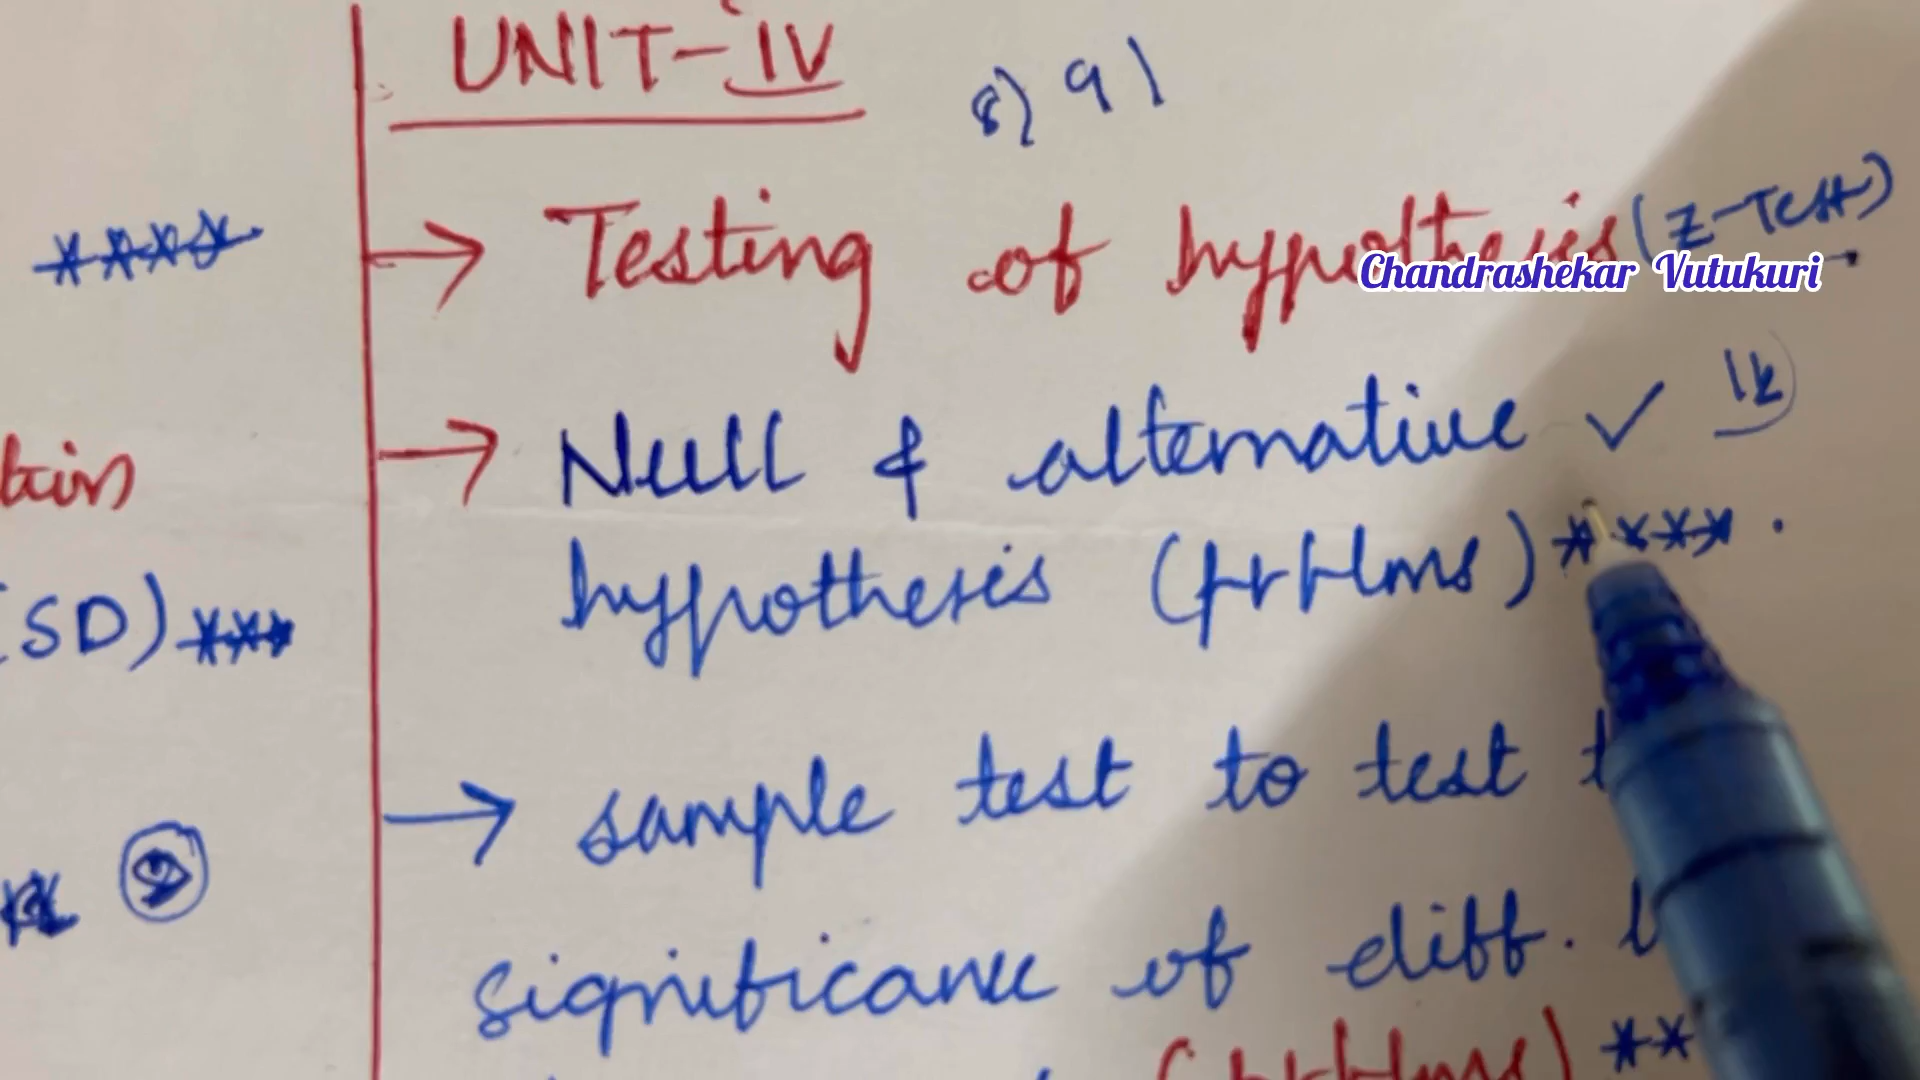 UNIT-IV
8) 9)
**** → Testing of hypothesis (Z-Test)
Chandrashekar Vutukuri
→ Null & alternative ✓
hypothesis (prblms) ****.
(SD) ***
→ sample test to test
significance of diff.
(prblms) **